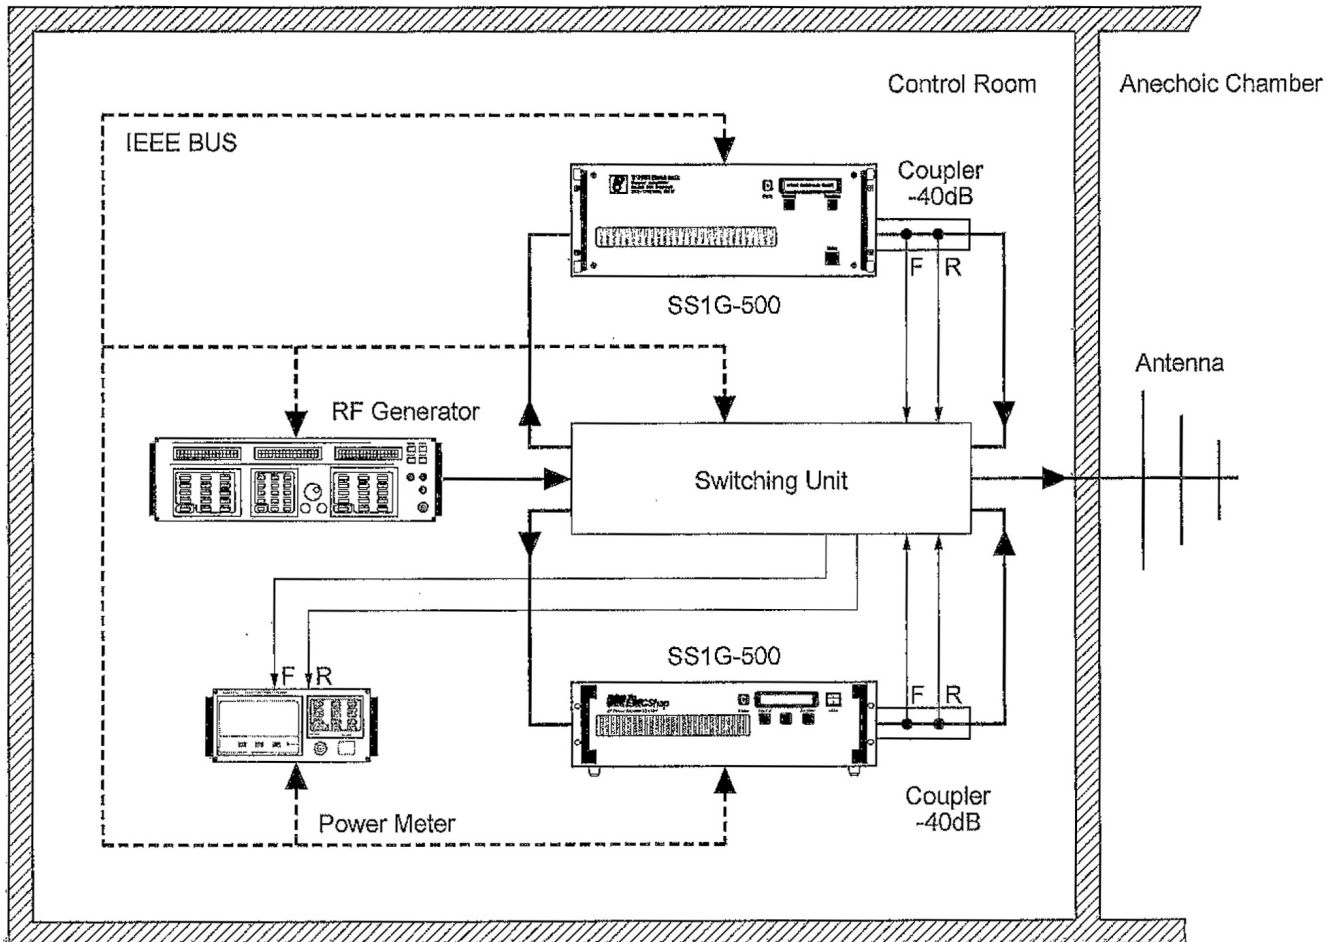 Control Room
Anechoic Chamber
IEEE BUS
Coupler
-40dB
F R
SS1G-500
Antenna
RF Generator
Switching Unit
SS1G-500
F R
F R
Power Meter
Coupler
-40dB